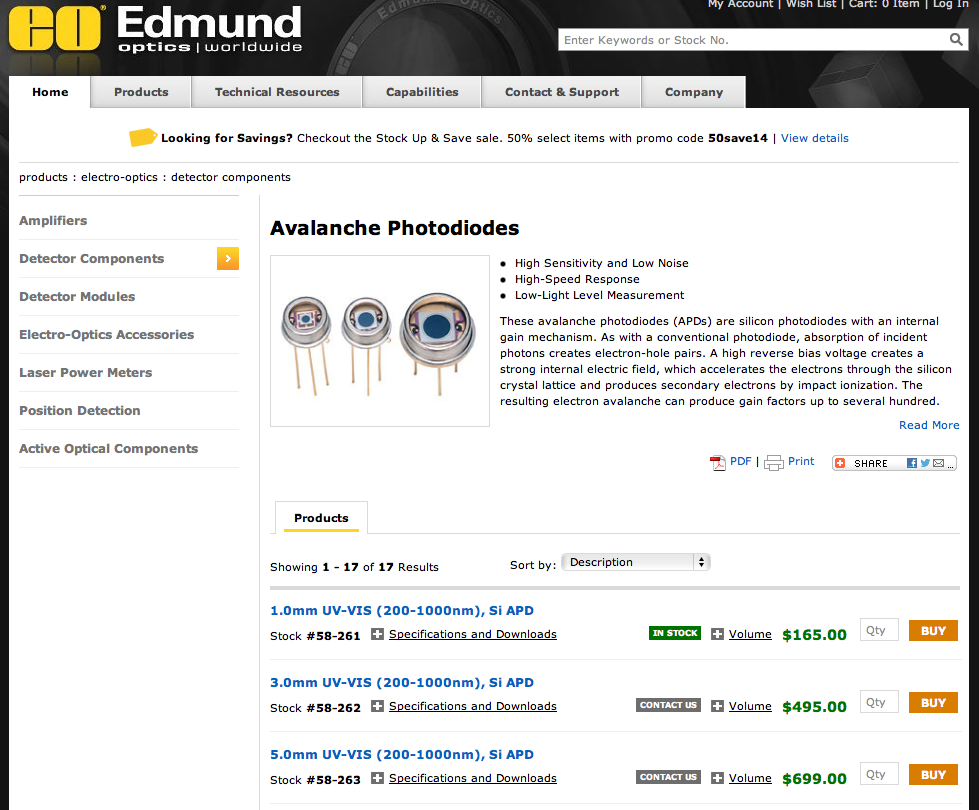 My Account | Wish List | Cart: 0 Item | Log In
EO® Edmund
optics | worldwide
Enter Keywords or Stock No.
Home Products Technical Resources Capabilities Contact & Support Company
Looking for Savings? Checkout the Stock Up & Save sale. 50% select items with promo code 50save14 | View details
products : electro-optics : detector components
Amplifiers
Detector Components
Detector Modules
Electro-Optics Accessories
Laser Power Meters
Position Detection
Active Optical Components
Avalanche Photodiodes
• High Sensitivity and Low Noise
• High-Speed Response
• Low-Light Level Measurement
These avalanche photodiodes (APDs) are silicon photodiodes with an internal
gain mechanism. As with a conventional photodiode, absorption of incident
photons creates electron-hole pairs. A high reverse bias voltage creates a
strong internal electric field, which accelerates the electrons through the silicon
crystal lattice and produces secondary electrons by impact ionization. The
resulting electron avalanche can produce gain factors up to several hundred.
Read More
PDF | Print SHARE ...
Products
Showing 1 - 17 of 17 Results Sort by: Description
1.0mm UV-VIS (200-1000nm), Si APD
Stock #58-261 Specifications and Downloads IN STOCK Volume $165.00 Qty BUY
3.0mm UV-VIS (200-1000nm), Si APD
Stock #58-262 Specifications and Downloads CONTACT US Volume $495.00 Qty BUY
5.0mm UV-VIS (200-1000nm), Si APD
Stock #58-263 Specifications and Downloads CONTACT US Volume $699.00 Qty BUY